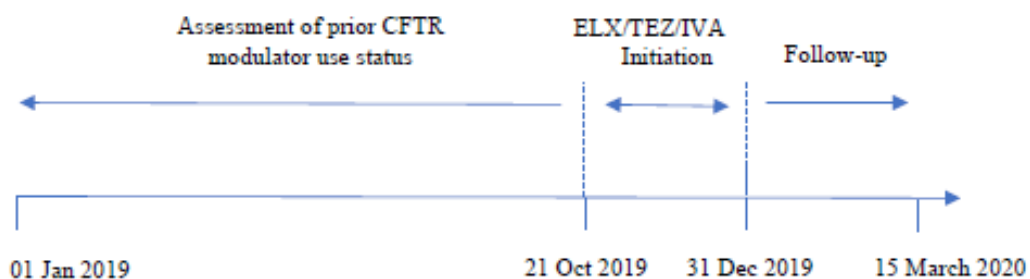 Assessment of prior CFTR
modulator use status
ELX/TEZ/IVA
Initiation
Follow-up
01 Jan 2019
21 Oct 2019
31 Dec 2019
15 March 2020